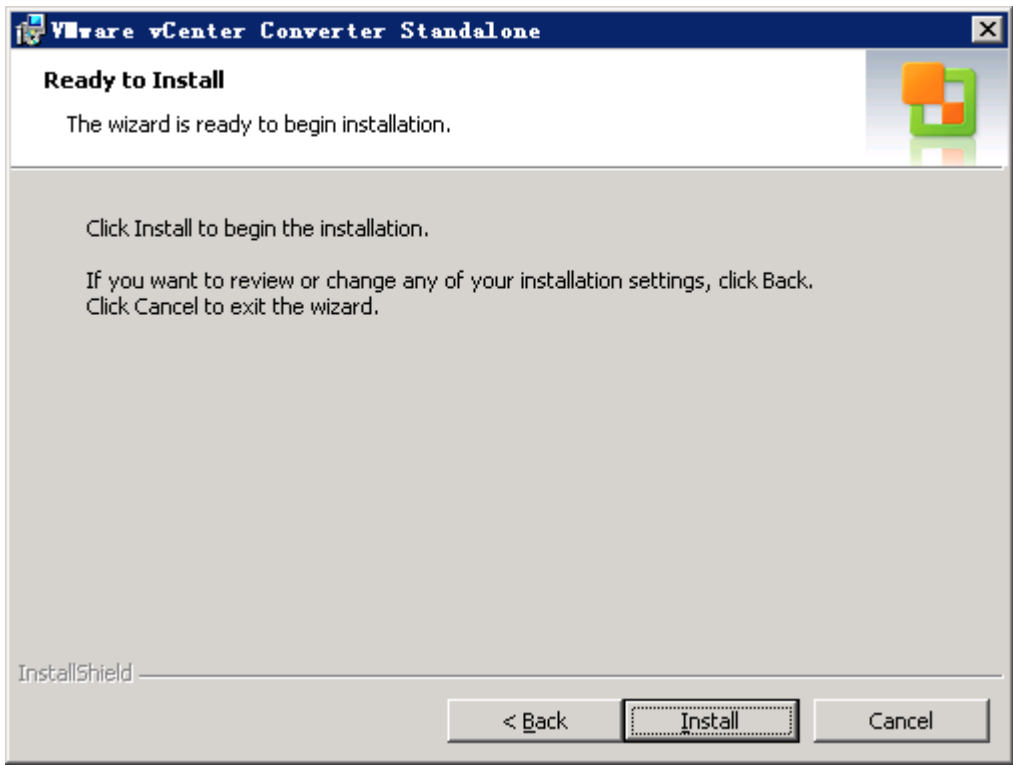 VMware vCenter Converter Standalone
Ready to Install
The wizard is ready to begin installation.
Click Install to begin the installation.
If you want to review or change any of your installation settings, click Back.
Click Cancel to exit the wizard.
InstallShield
< Back Install Cancel